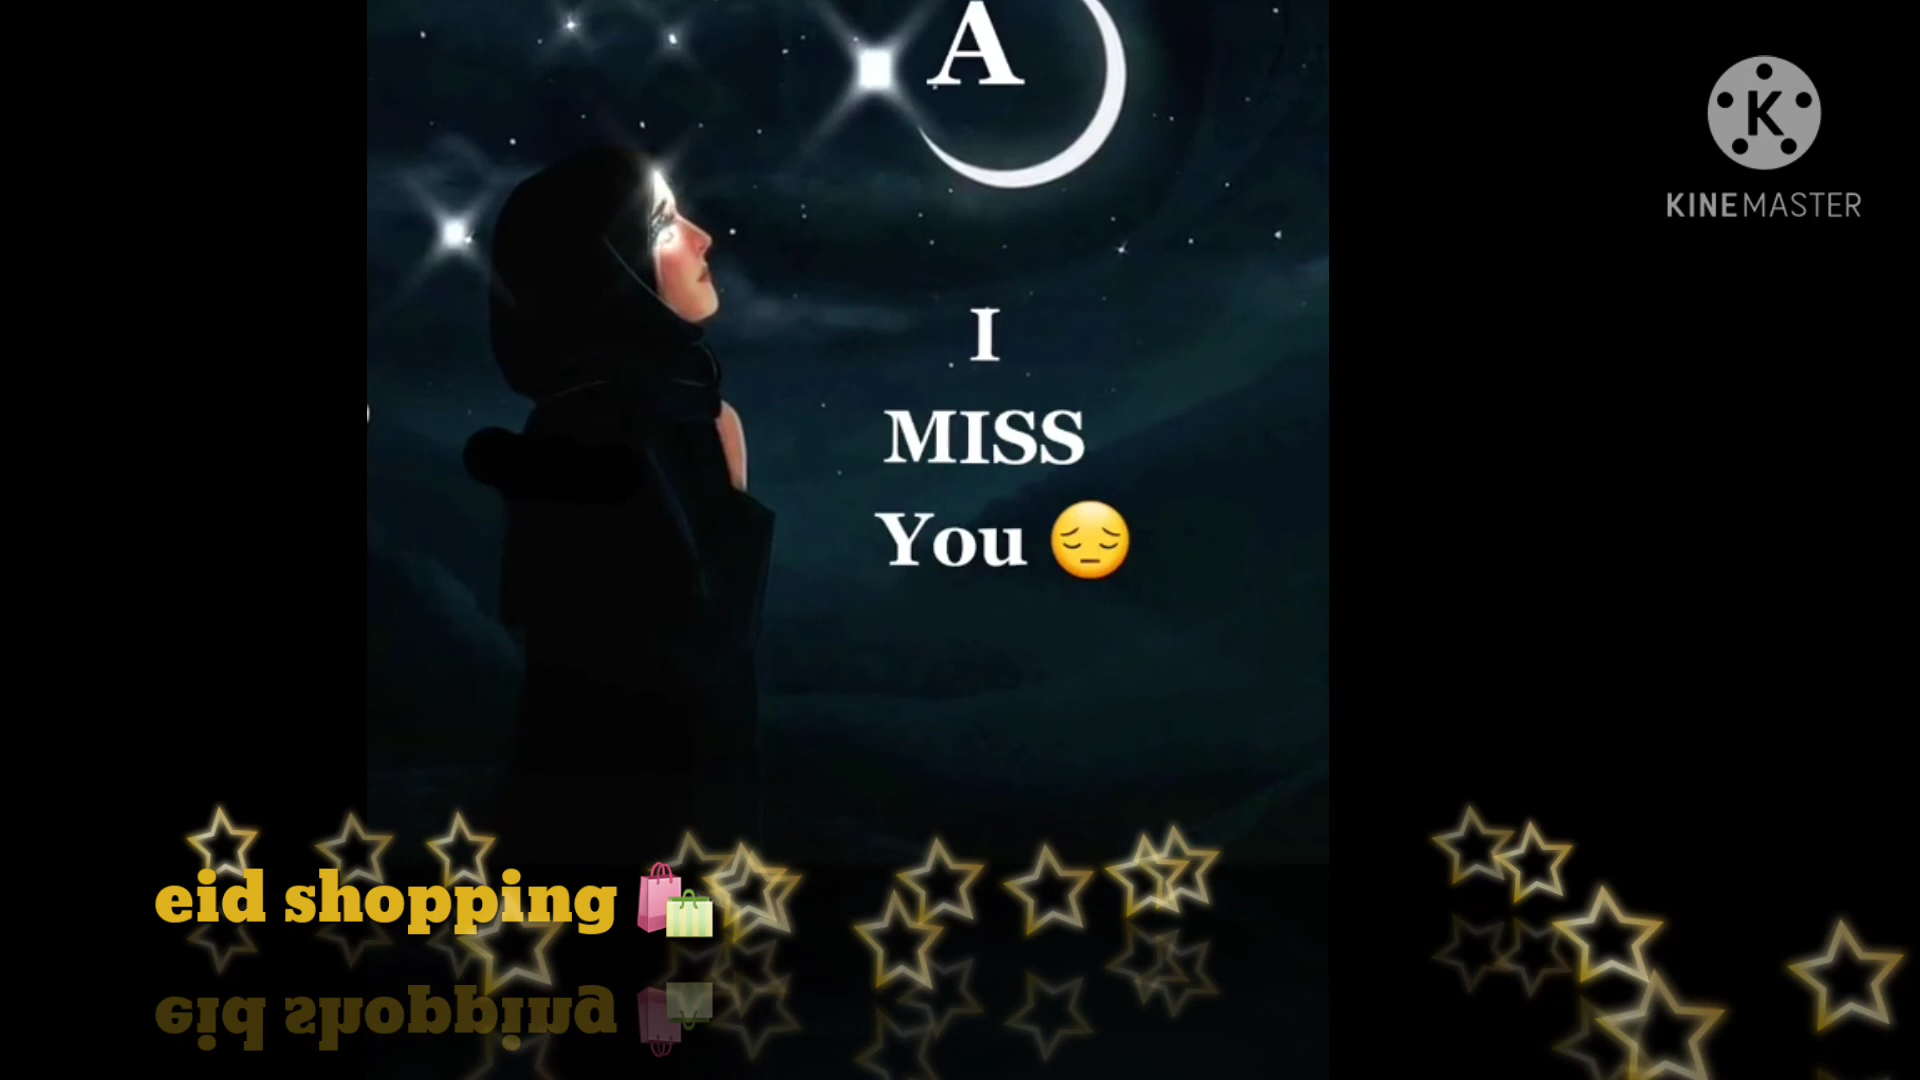 A
K
KINEMASTER
I
MISS
You 😔
eid shopping 🛍️